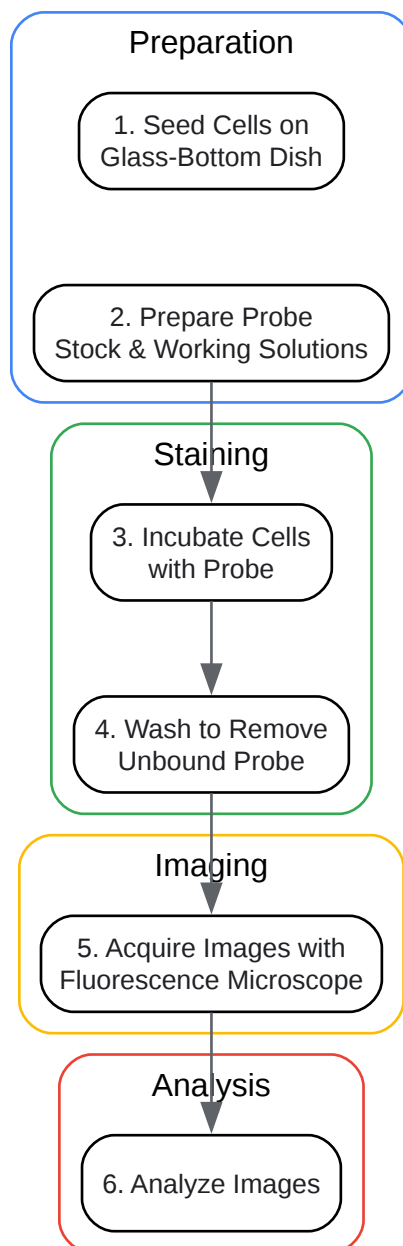 Preparation
1. Seed Cells on
Glass-Bottom Dish
2. Prepare Probe
Stock & Working Solutions
Staining
3. Incubate Cells
with Probe
4. Wash to Remove
Unbound Probe
Imaging
5. Acquire Images with
Fluorescence Microscope
Analysis
6. Analyze Images